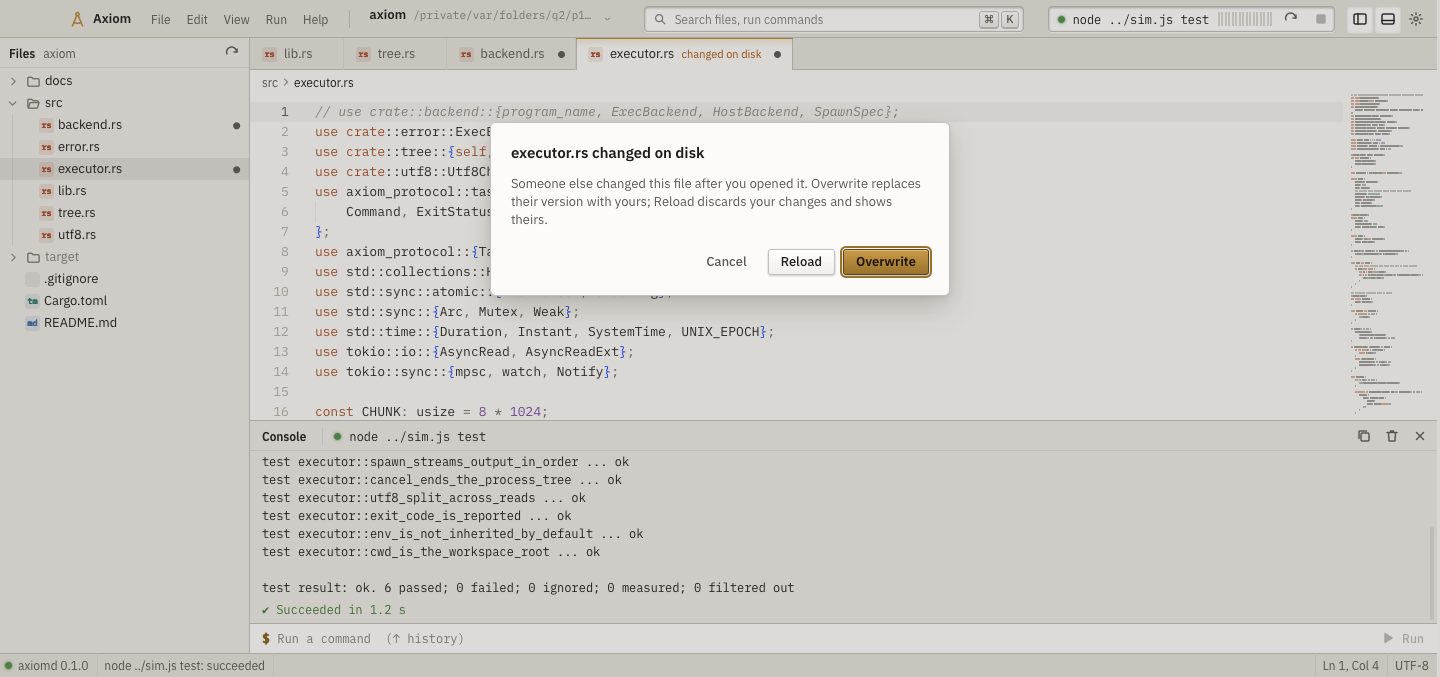 Axiom File Edit View Run Help axiom /private/var/folders/q2/p1… Search files, run commands ⌘ K node ../sim.js test
Files axiom
docs
src
backend.rs
error.rs
executor.rs
lib.rs
tree.rs
utf8.rs
target
.gitignore
Cargo.toml
README.md
lib.rs tree.rs backend.rs executor.rs changed on disk
src > executor.rs
1 // use crate::backend::{program_name, ExecBackend, HostBackend, SpawnSpec};
2 use crate::error::ExecE
3 use crate::tree::{self,
4 use crate::utf8::Utf8Ch
5 use axiom_protocol::tas
6 Command, ExitStatus
7 };
8 use axiom_protocol::{Ta
9 use std::collections::H
10 use std::sync::atomic::
11 use std::sync::{Arc, Mutex, Weak};
12 use std::time::{Duration, Instant, SystemTime, UNIX_EPOCH};
13 use tokio::io::{AsyncRead, AsyncReadExt};
14 use tokio::sync::{mpsc, watch, Notify};
15
16 const CHUNK: usize = 8 * 1024;
executor.rs changed on disk
Someone else changed this file after you opened it. Overwrite replaces
their version with yours; Reload discards your changes and shows
theirs.
Cancel Reload Overwrite
Console node ../sim.js test
test executor::spawn_streams_output_in_order ... ok
test executor::cancel_ends_the_process_tree ... ok
test executor::utf8_split_across_reads ... ok
test executor::exit_code_is_reported ... ok
test executor::env_is_not_inherited_by_default ... ok
test executor::cwd_is_the_workspace_root ... ok
test result: ok. 6 passed; 0 failed; 0 ignored; 0 measured; 0 filtered out
✔ Succeeded in 1.2 s
$ Run a command (↑ history) Run
axiomd 0.1.0 node ../sim.js test: succeeded Ln 1, Col 4 UTF-8